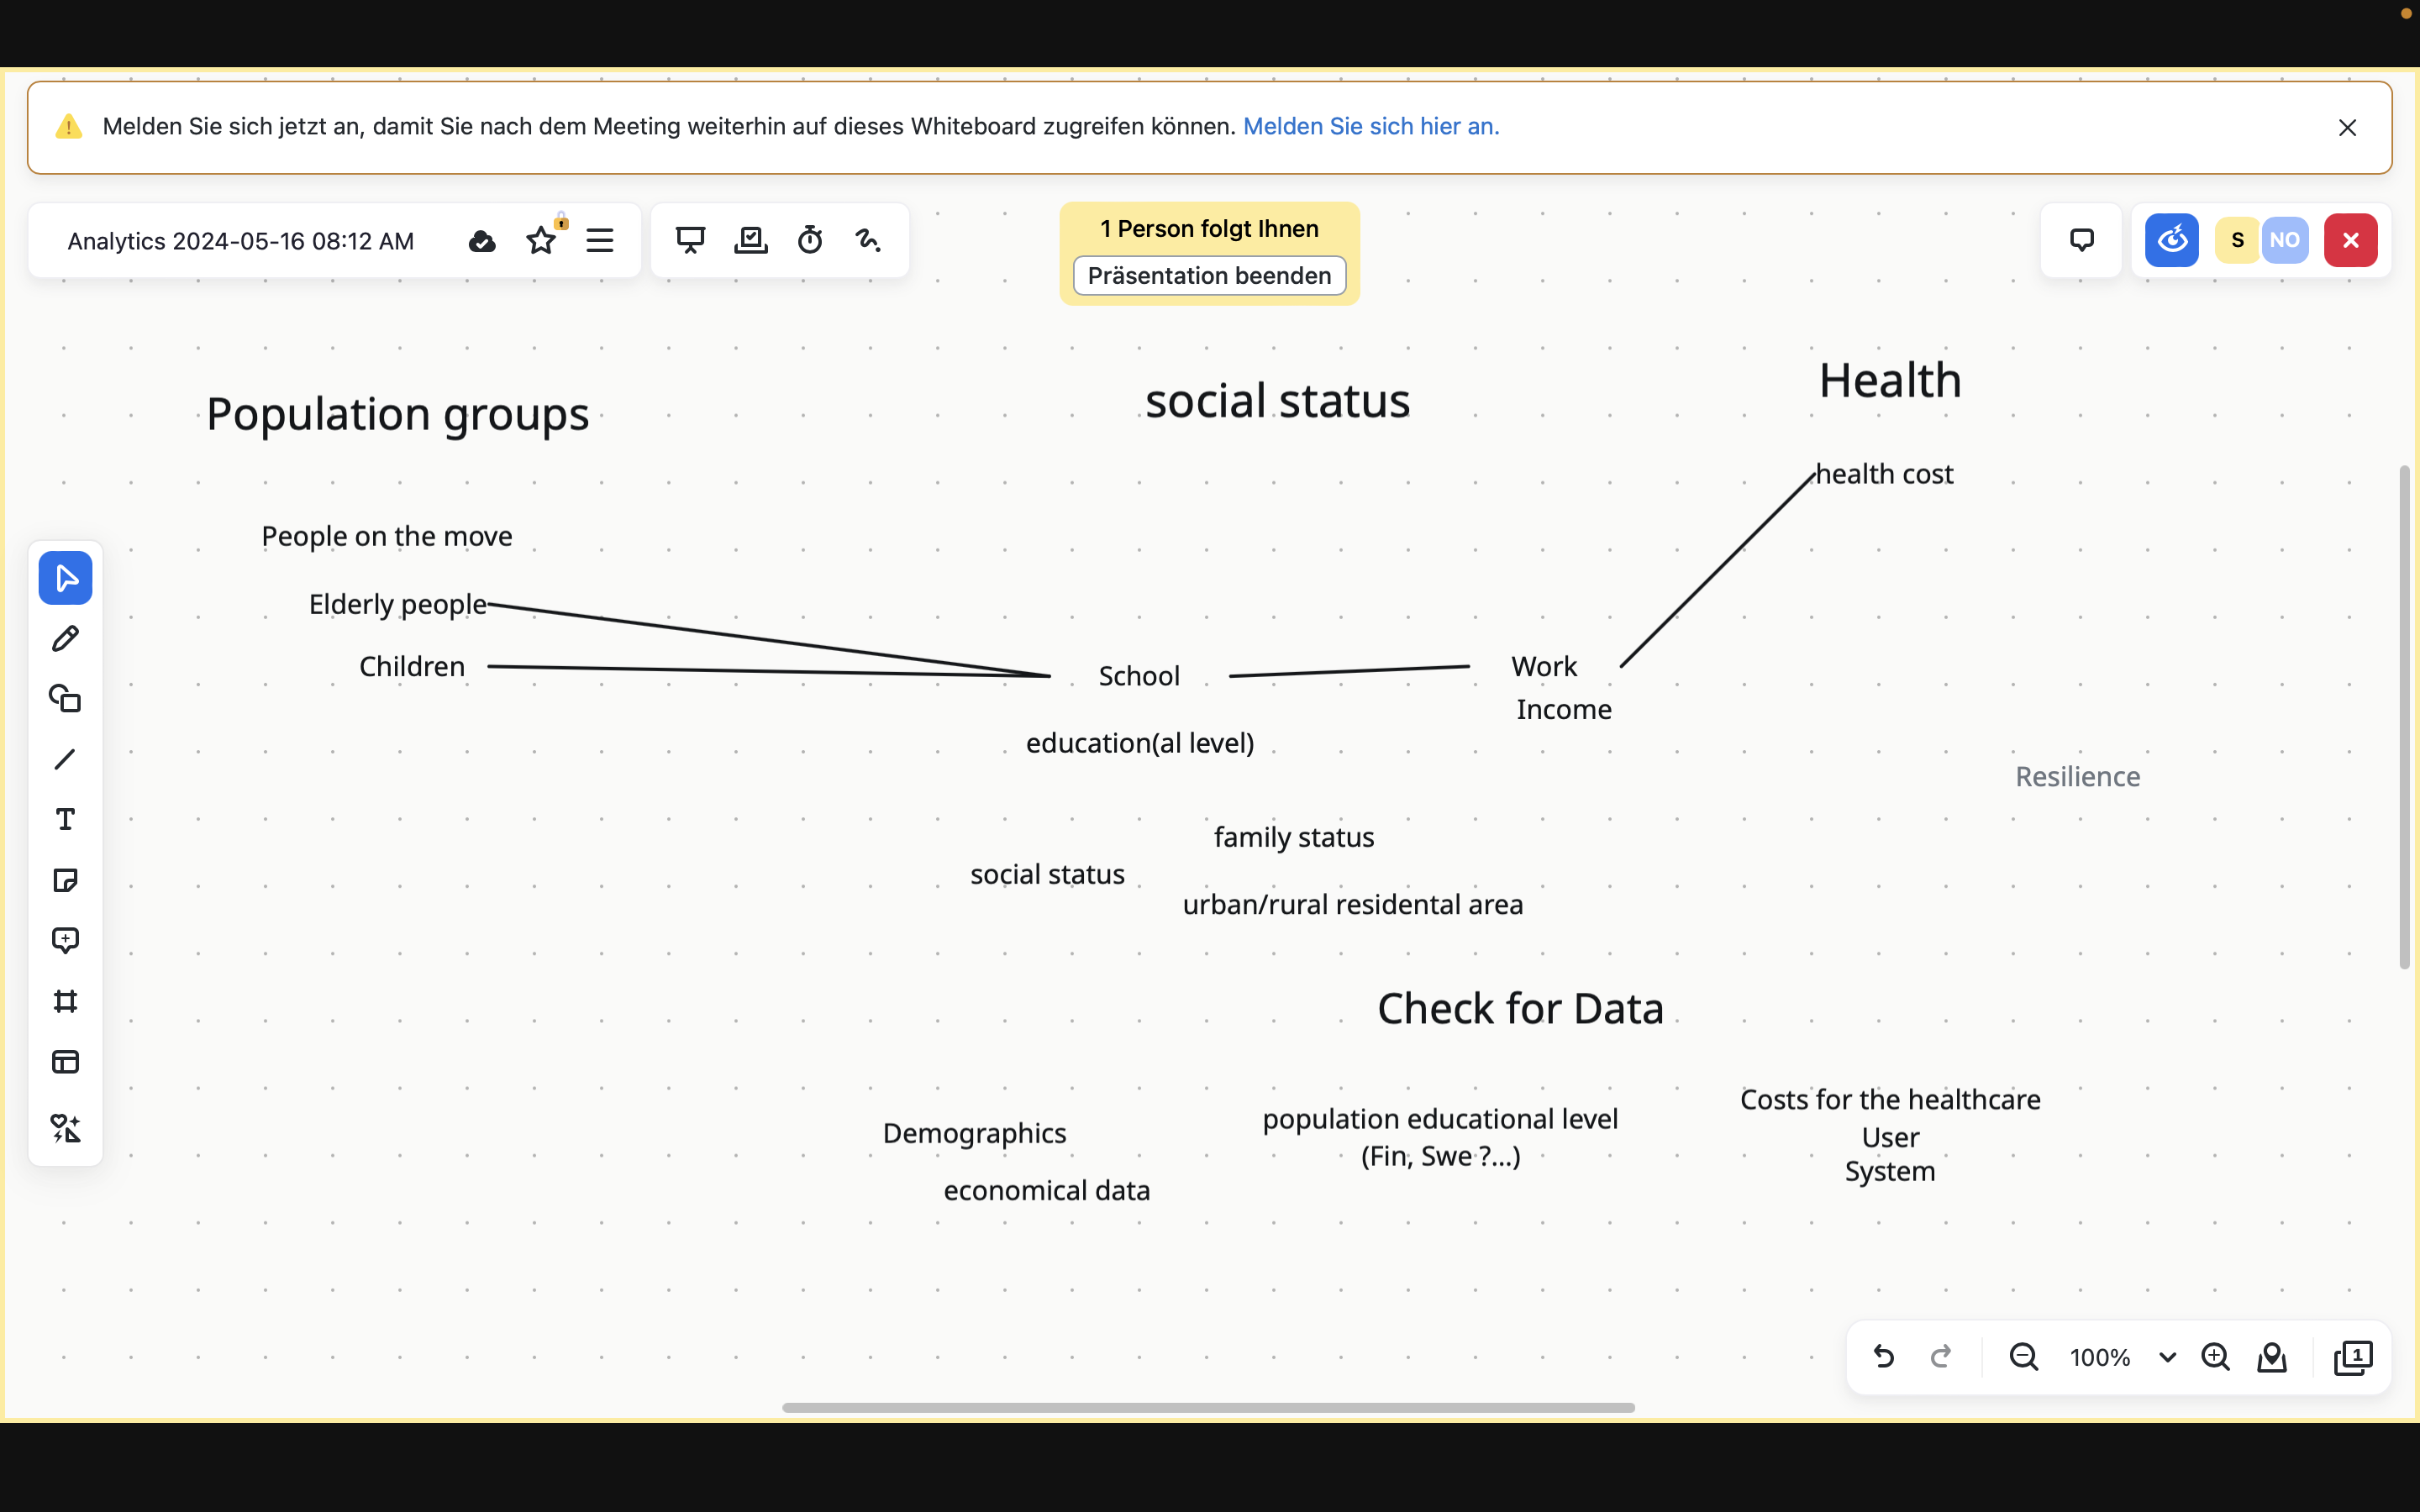 Melden Sie sich jetzt an, damit Sie nach dem Meeting weiterhin auf dieses Whiteboard zugreifen können. Melden Sie sich hier an.
Analytics 2024-05-16 08:12 AM
1 Person folgt Ihnen
Präsentation beenden
S
NO
Population groups
social status
Health
health cost
People on the move
Elderly people
Children
School
Work
Income
education(al level)
Resilience
family status
social status
urban/rural residental area
Check for Data
Demographics
economical data
population educational level
(Fin, Swe ?...)
Costs for the healthcare
User
System
100%
1